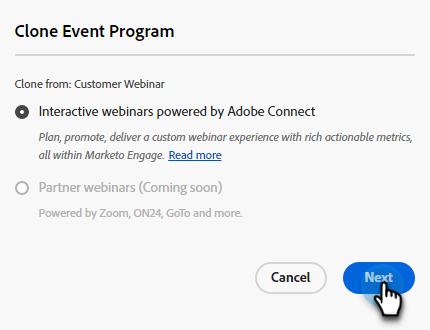 Clone Event Program
Clone from: Customer Webinar
Interactive webinars powered by Adobe Connect
Plan, promote, deliver a custom webinar experience with rich actionable metrics,
all within Marketo Engage. Read more
Partner webinars (Coming soon)
Powered by Zoom, ON24, GoTo and more.
Cancel Next